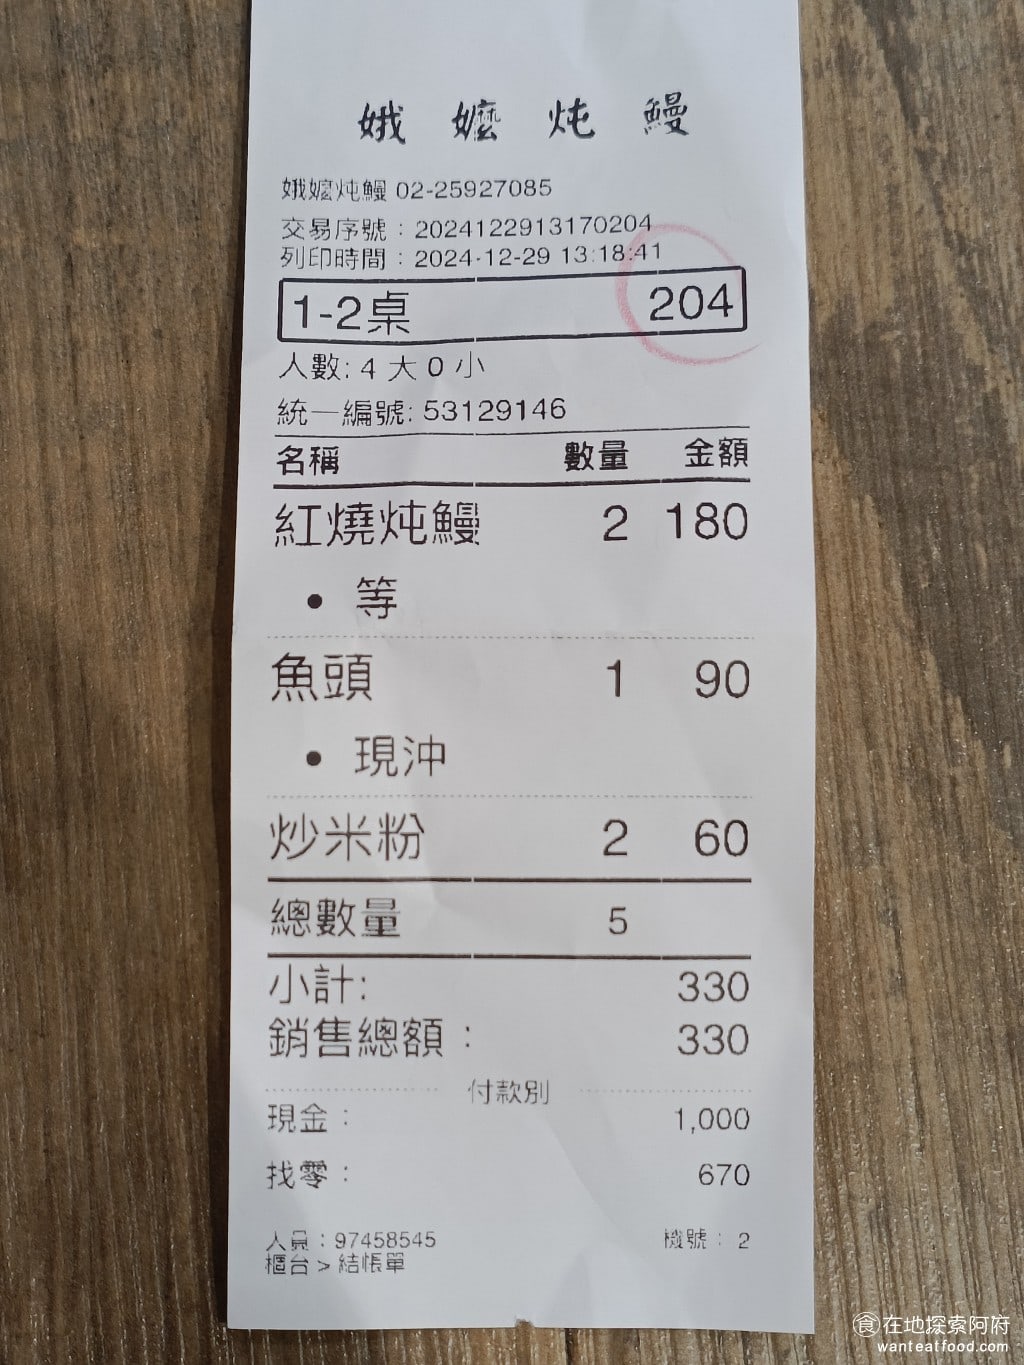 娥嬤炖鰻
娥嬤炖鰻 02-25927085
交易序號：2024122913170204
列印時間：2024-12-29 13:18:41
1-2桌 204
人數: 4 大 0 小
統一編號: 53129146
名稱 數量 金額
紅燒炖鰻 2 180
• 等
魚頭 1 90
• 現沖
炒米粉 2 60
總數量 5
小計: 330
銷售總額： 330
付款別
現金： 1,000
找零： 670
人員：97458545 機號：2
櫃台 > 結帳單
食在地探索阿府
wanteatfood.com